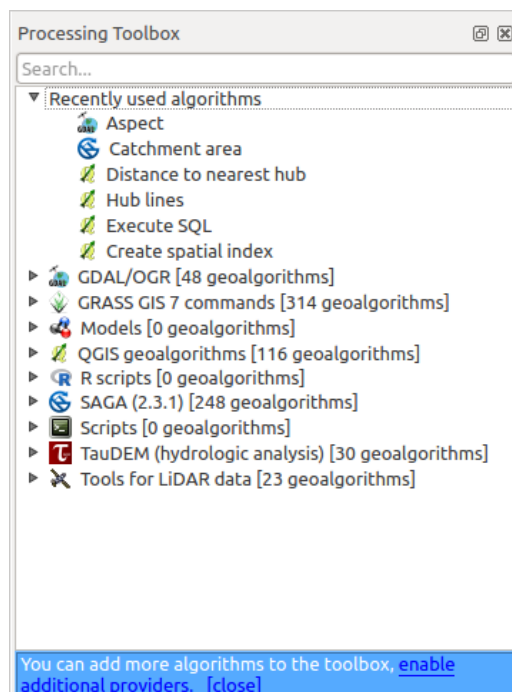 Processing Toolbox
Search...
Recently used algorithms
Aspect
Catchment area
Distance to nearest hub
Hub lines
Execute SQL
Create spatial index
GDAL/OGR [48 geoalgorithms]
GRASS GIS 7 commands [314 geoalgorithms]
Models [0 geoalgorithms]
QGIS geoalgorithms [116 geoalgorithms]
R scripts [0 geoalgorithms]
SAGA (2.3.1) [248 geoalgorithms]
Scripts [0 geoalgorithms]
TauDEM (hydrologic analysis) [30 geoalgorithms]
Tools for LiDAR data [23 geoalgorithms]
You can add more algorithms to the toolbox, enable
additional providers. [close]